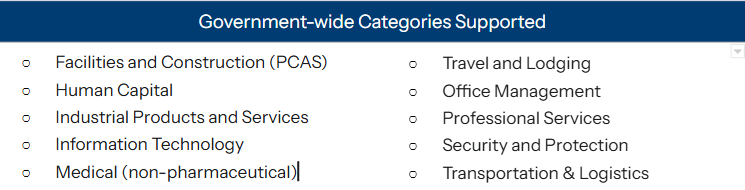 Government-wide Categories Supported
Facilities and Construction (PCAS)
Human Capital
Industrial Products and Services
Information Technology
Medical (non-pharmaceutical)
Travel and Lodging
Office Management
Professional Services
Security and Protection
Transportation & Logistics